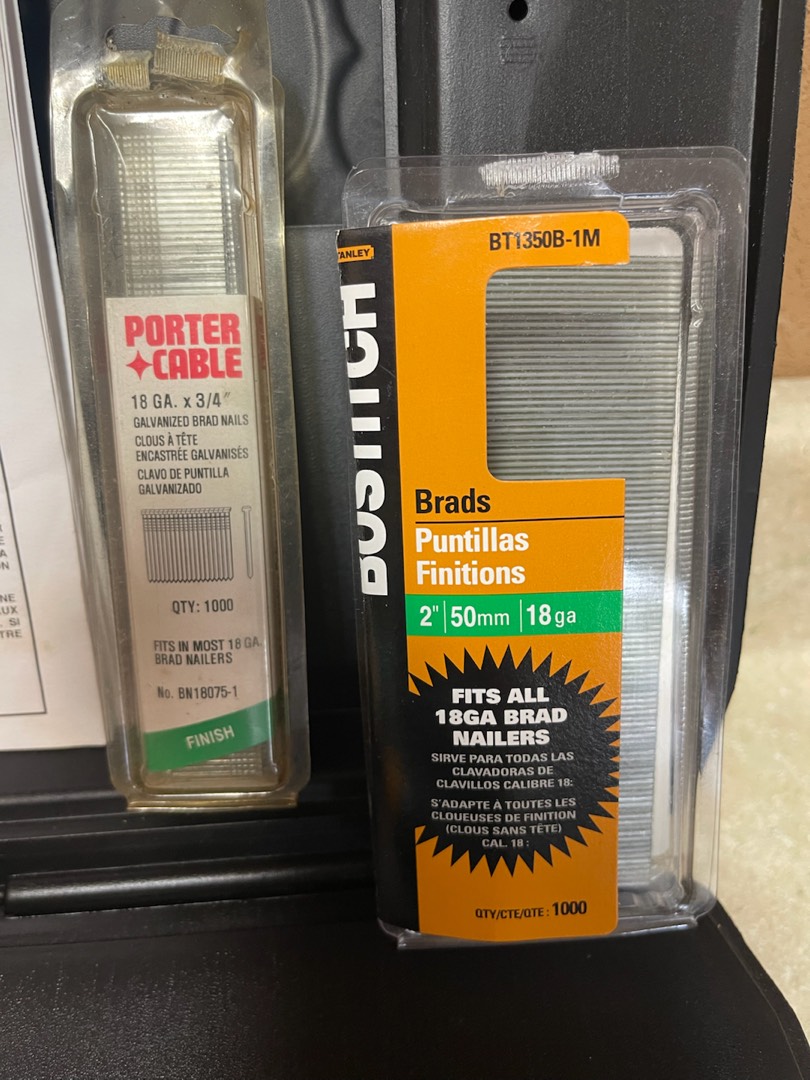 PORTER
CABLE
18 GA. x 3/4"
GALVANIZED BRAD NAILS
CLOUS À TÊTE
ENCASTRÉE GALVANISÉS
CLAVO DE PUNTILLA
GALVANIZADO
QTY: 1000
FITS IN MOST 18 GA.
BRAD NAILERS
No. BN18075-1
FINISH
STANLEY
BOSTITCH
BT1350B-1M
Brads
Puntillas
Finitions
2" 50mm 18ga
FITS ALL
18GA BRAD
NAILERS
SIRVE PARA TODAS LAS
CLAVADORAS DE
CLAVILLOS CALIBRE 18:
S'ADAPTE À TOUTES LES
CLOUEUSES DE FINITION
(CLOUS SANS TÊTE)
CAL. 18 :
QTY/CTE/QTE : 1000